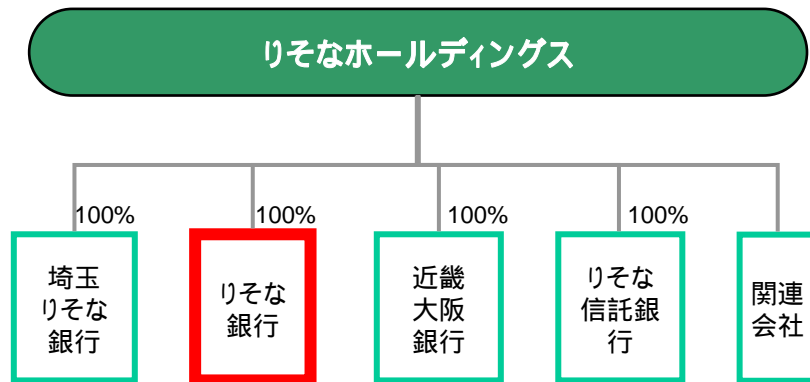 りそなホールディングス
100%
100%
100%
100%
埼玉
りそな
銀行
りそな
銀行
近畿
大阪
銀行
りそな
信託銀
行
関連
会社